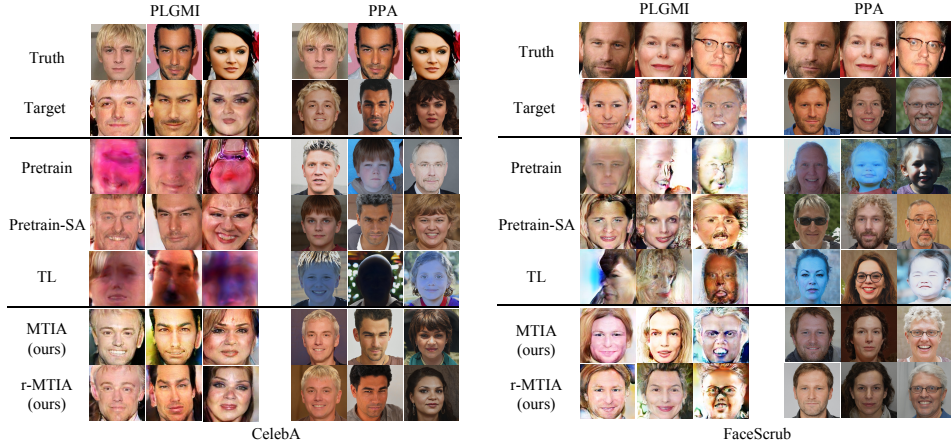 PLGMI PPA PLGMI PPA
Truth Truth
Target Target
Pretrain Pretrain
Pretrain-SA Pretrain-SA
TL TL
MTIA MTIA
(ours) (ours)
r-MTIA r-MTIA
(ours) (ours)
CelebA FaceScrub